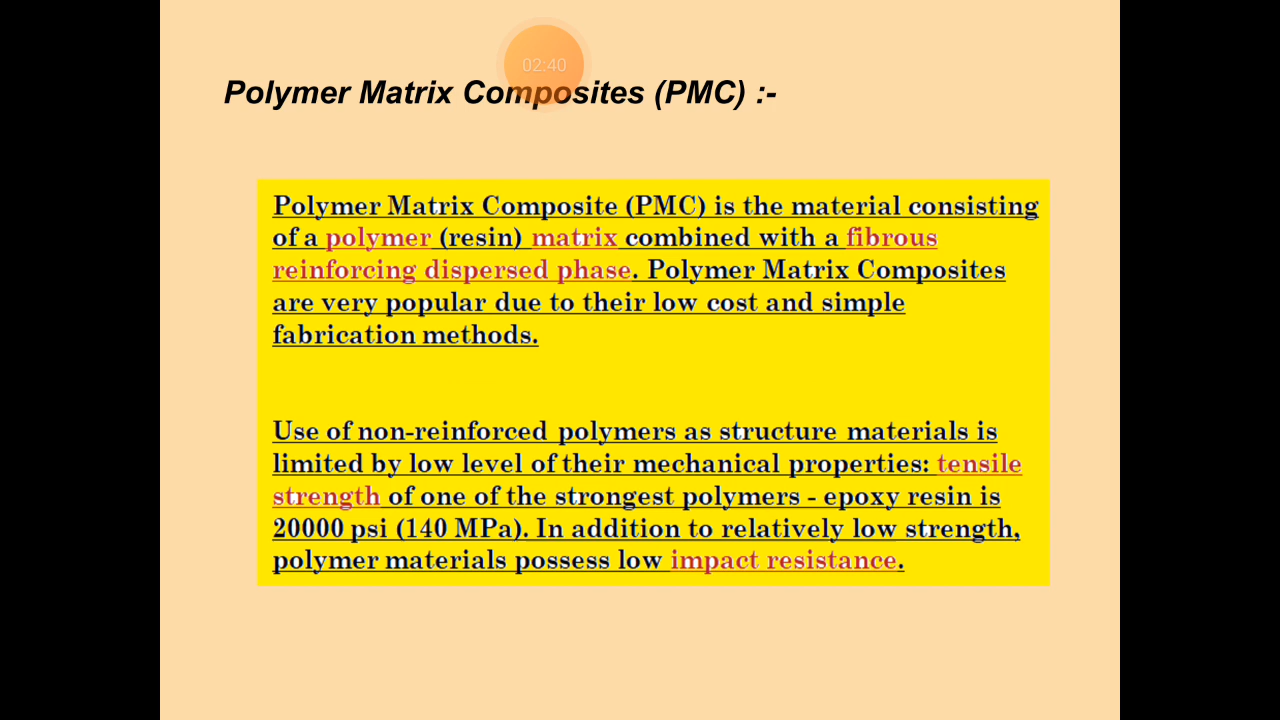 02:40
Polymer Matrix Composites (PMC) :-
Polymer Matrix Composite (PMC) is the material consisting
of a polymer (resin) matrix combined with a fibrous
reinforcing dispersed phase. Polymer Matrix Composites
are very popular due to their low cost and simple
fabrication methods.
Use of non-reinforced polymers as structure materials is
limited by low level of their mechanical properties: tensile
strength of one of the strongest polymers - epoxy resin is
20000 psi (140 MPa). In addition to relatively low strength,
polymer materials possess low impact resistance.